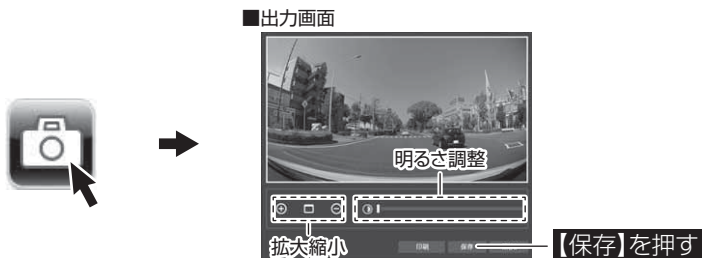 ■出力画面
明るさ調整
拡大縮小
印刷
保存
【保存】を押す